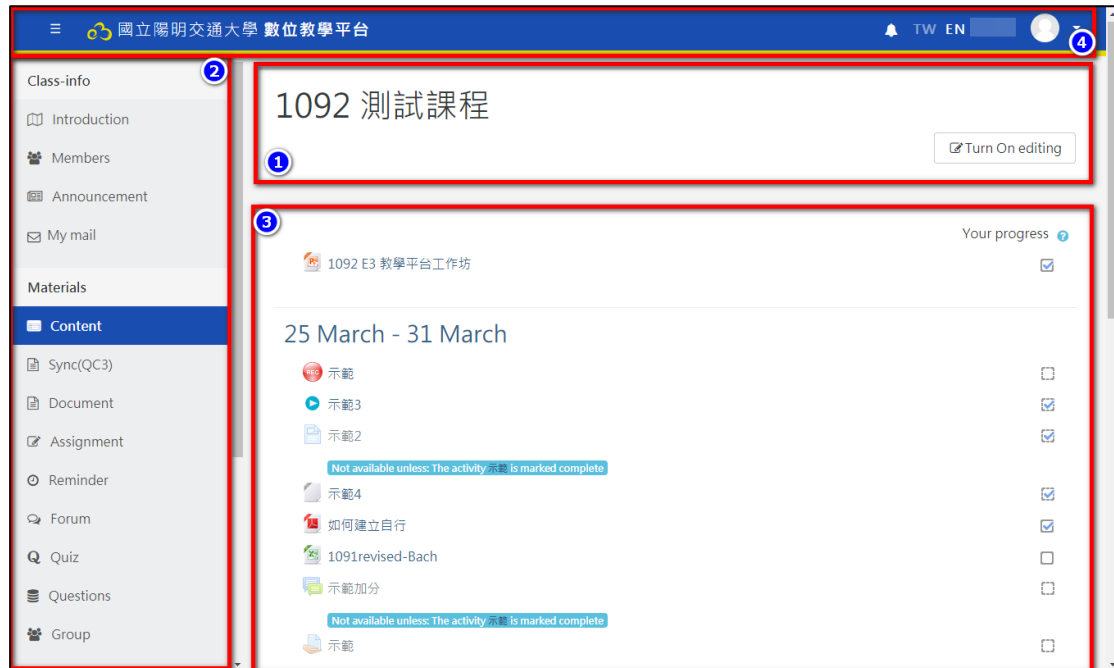 國立陽明交通大學 數位教學平台 TW EN
4
2
Class-info
Introduction
Members
Announcement
My mail
Materials
Content
Sync(QC3)
Document
Assignment
Reminder
Forum
Quiz
Questions
Group
1092 測試課程
1
Turn On editing
3
Your progress
1092 E3 教學平台工作坊
25 March - 31 March
REC 示範
示範3
示範2
Not available unless: The activity 示範 is marked complete
示範4
如何建立自行
1091revised-Bach
示範加分
Not available unless: The activity 示範 is marked complete
示範